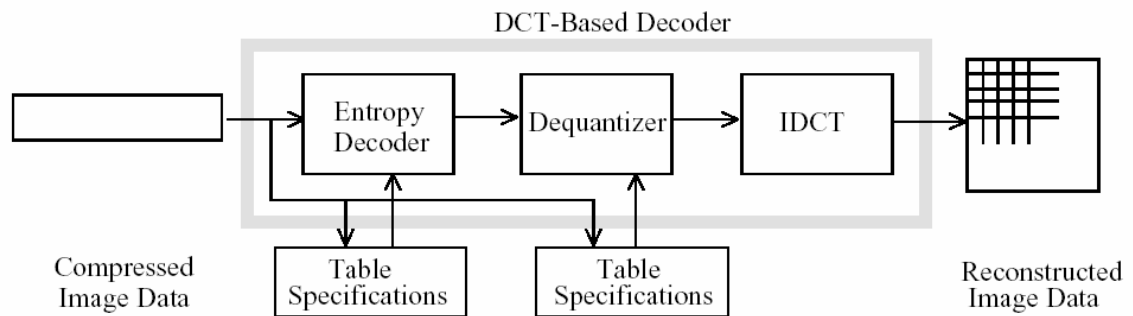 DCT-Based Decoder
Entropy
Decoder
Dequantizer
IDCT
Compressed
Image Data
Table
Specifications
Table
Specifications
Reconstructed
Image Data